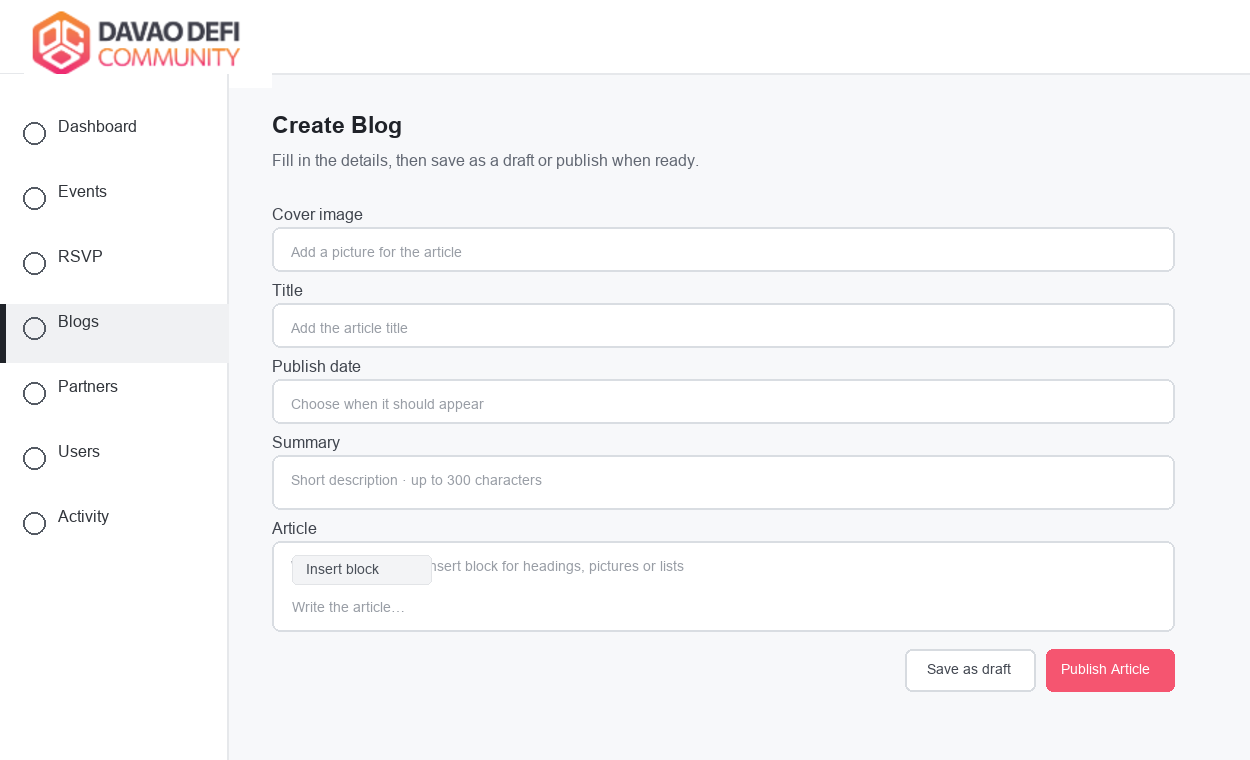 DAVAO DEFI
COMMUNITY
Dashboard
Events
RSVP
Blogs
Partners
Users
Activity
Create Blog
Fill in the details, then save as a draft or publish when ready.
Cover image
Add a picture for the article
Title
Add the article title
Publish date
Choose when it should appear
Summary
Short description · up to 300 characters
Article
Insert block
nsert block for headings, pictures or lists
Write the article…
Save as draft
Publish Article